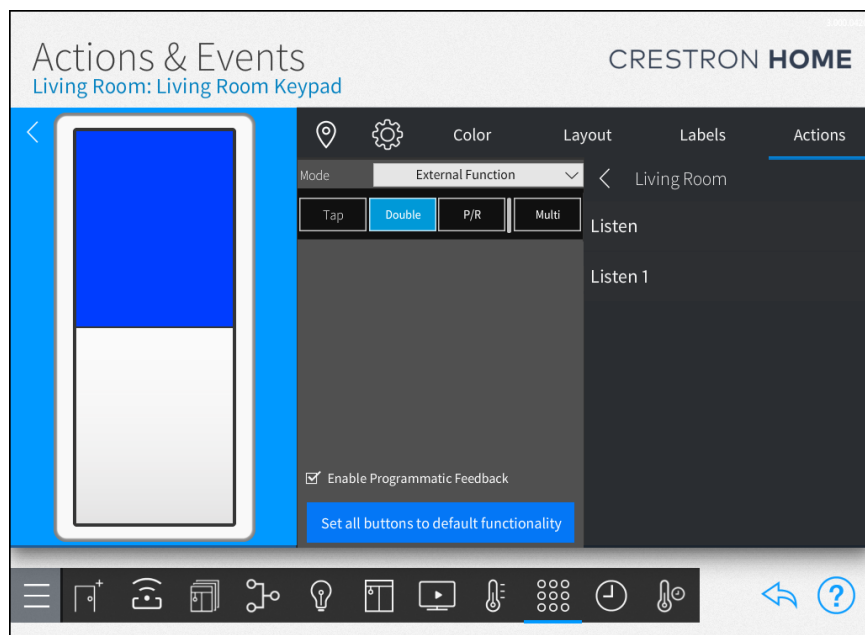 Actions & Events
CRESTRON HOME
Living Room: Living Room Keypad
Color
Layout
Labels
Actions
Mode
External Function
Living Room
Tap
Double
P/R
Multi
Listen
Listen 1
Enable Programmatic Feedback
Set all buttons to default functionality
?